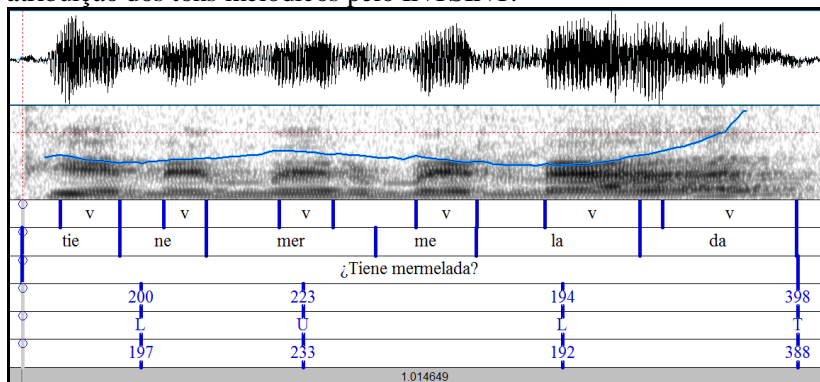 atribuição dos tons melódicos pelo INTSINT.
v v v v v v
tie ne mer me la da
¿Tiene mermelada?
200 223 194 398
L U L T
197 233 192 388
1.014649